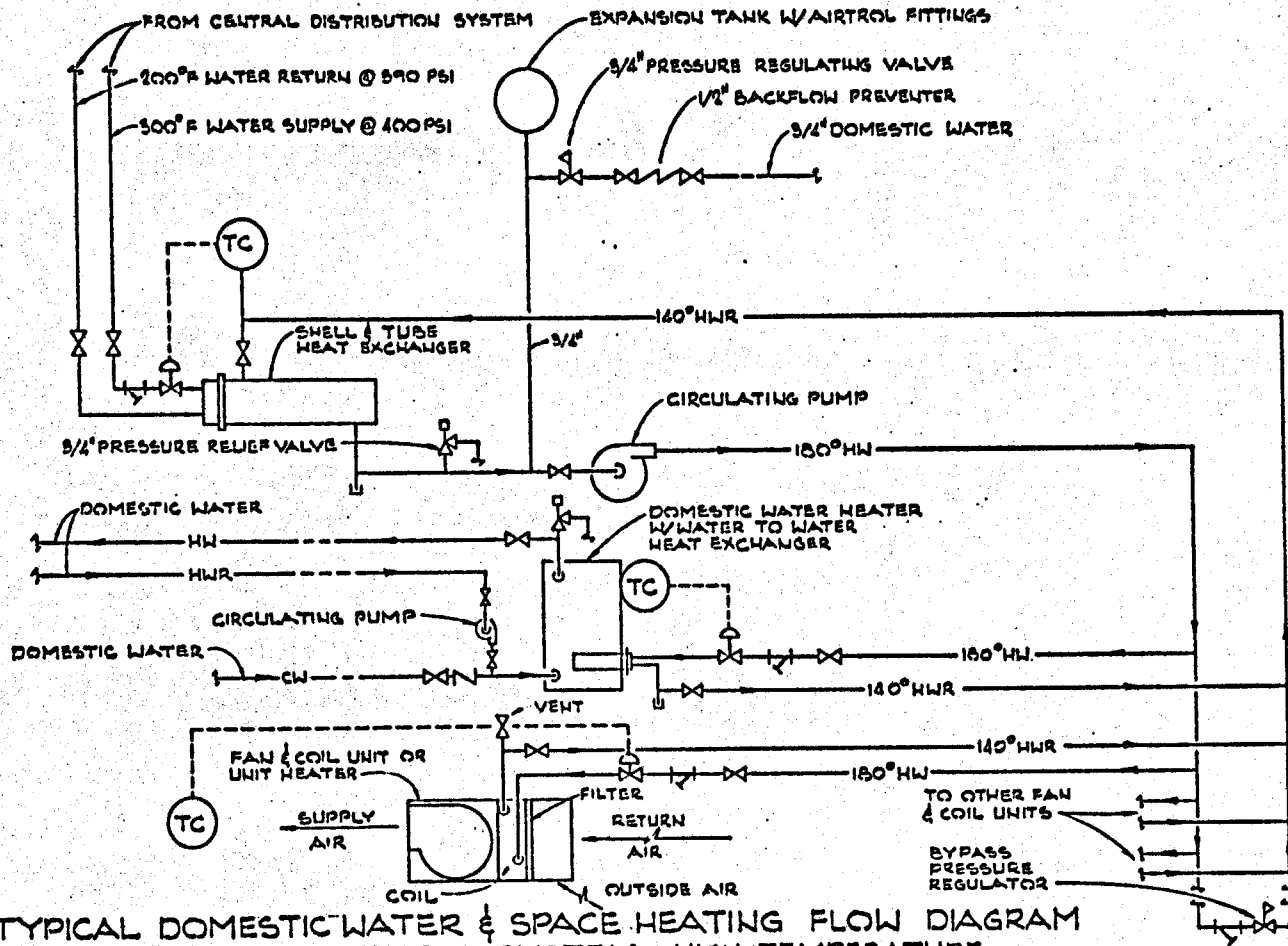 FROM CENTRAL DISTRIBUTION SYSTEM
EXPANSION TANK W/AIRTROL FITTINGS
200°F WATER RETURN @ 390 PSI
3/4" PRESSURE REGULATING VALVE
1/2" BACKFLOW PREVENTER
300°F WATER SUPPLY @ 400 PSI
3/4" DOMESTIC WATER
TC
140° HWR
SHELL & TUBE
HEAT EXCHANGER
3/4"
CIRCULATING PUMP
3/4" PRESSURE RELIEF VALVE
180° HW
DOMESTIC WATER
HW
DOMESTIC WATER HEATER
W/WATER TO WATER
HEAT EXCHANGER
HWR
TC
CIRCULATING PUMP
DOMESTIC WATER
CW
180° HW.
140° HWR
VENT
FAN & COIL UNIT OR
UNIT HEATER
140° HWR
180° HW
FILTER
TC
SUPPLY
AIR
RETURN
AIR
TO OTHER FAN
& COIL UNITS
BYPASS
PRESSURE
REGULATOR
COIL
OUTSIDE AIR
TYPICAL DOMESTIC WATER & SPACE HEATING FLOW DIAGRAM
HIGH TEMPERATURE